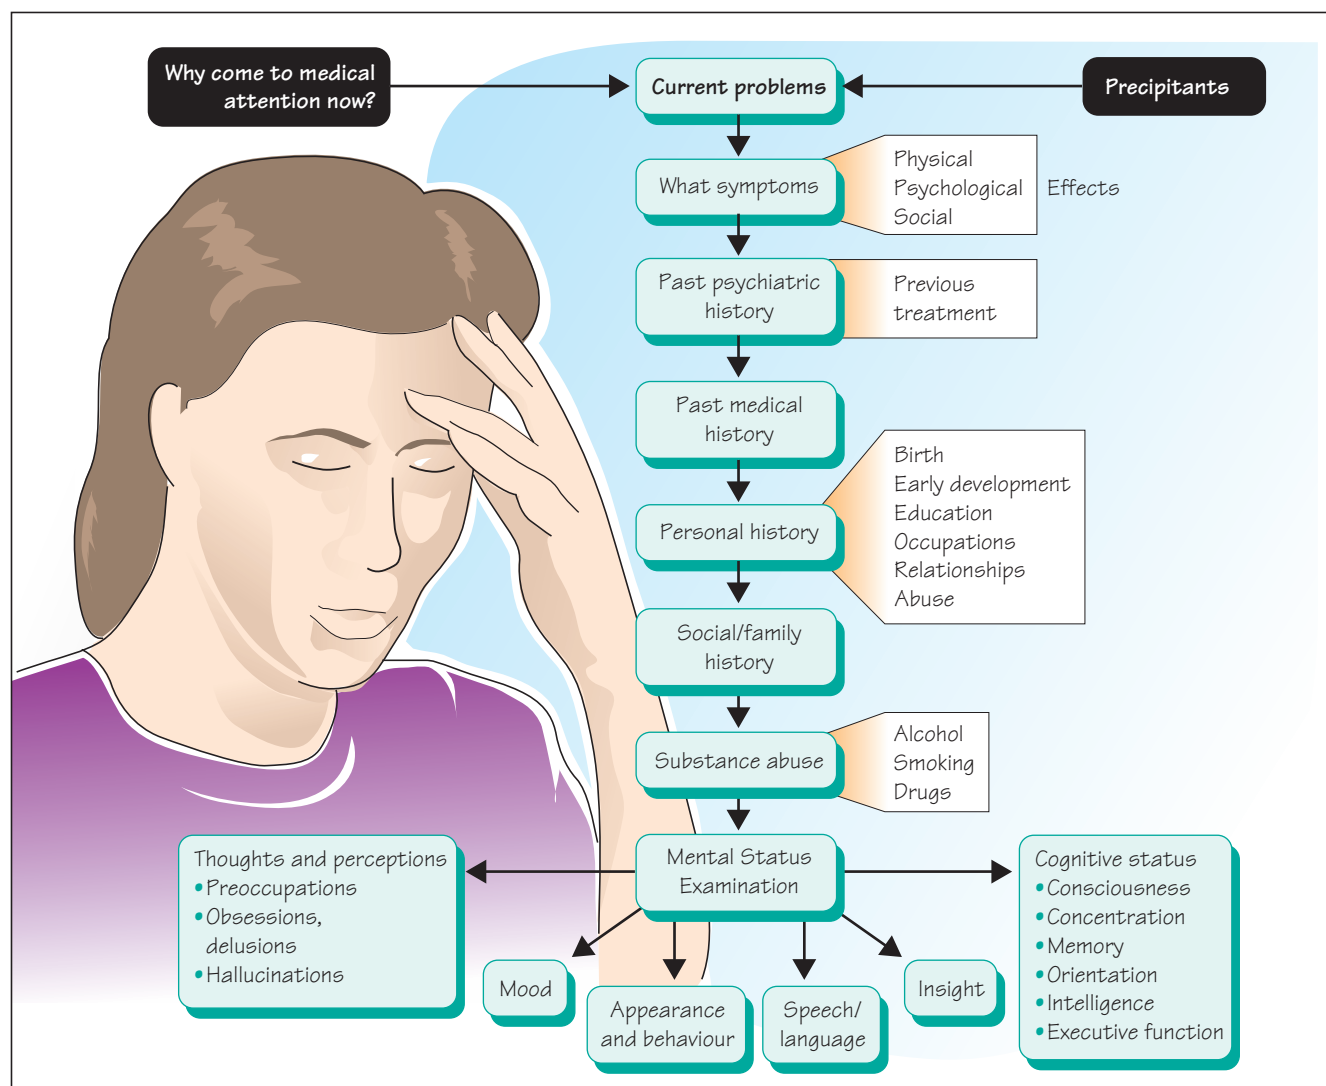 Why come to medical
attention now?
Current problems
Precipitants
What symptoms
Physical
Psychological
Social
Effects
Past psychiatric
history
Previous
treatment
Past medical
history
Personal history
Birth
Early development
Education
Occupations
Relationships
Abuse
Social/family
history
Substance abuse
Alcohol
Smoking
Drugs
Mental Status
Examination
Thoughts and perceptions
• Preoccupations
• Obsessions,
delusions
• Hallucinations
Mood
Appearance
and behaviour
Speech/
language
Insight
Cognitive status
• Consciousness
• Concentration
• Memory
• Orientation
• Intelligence
• Executive function